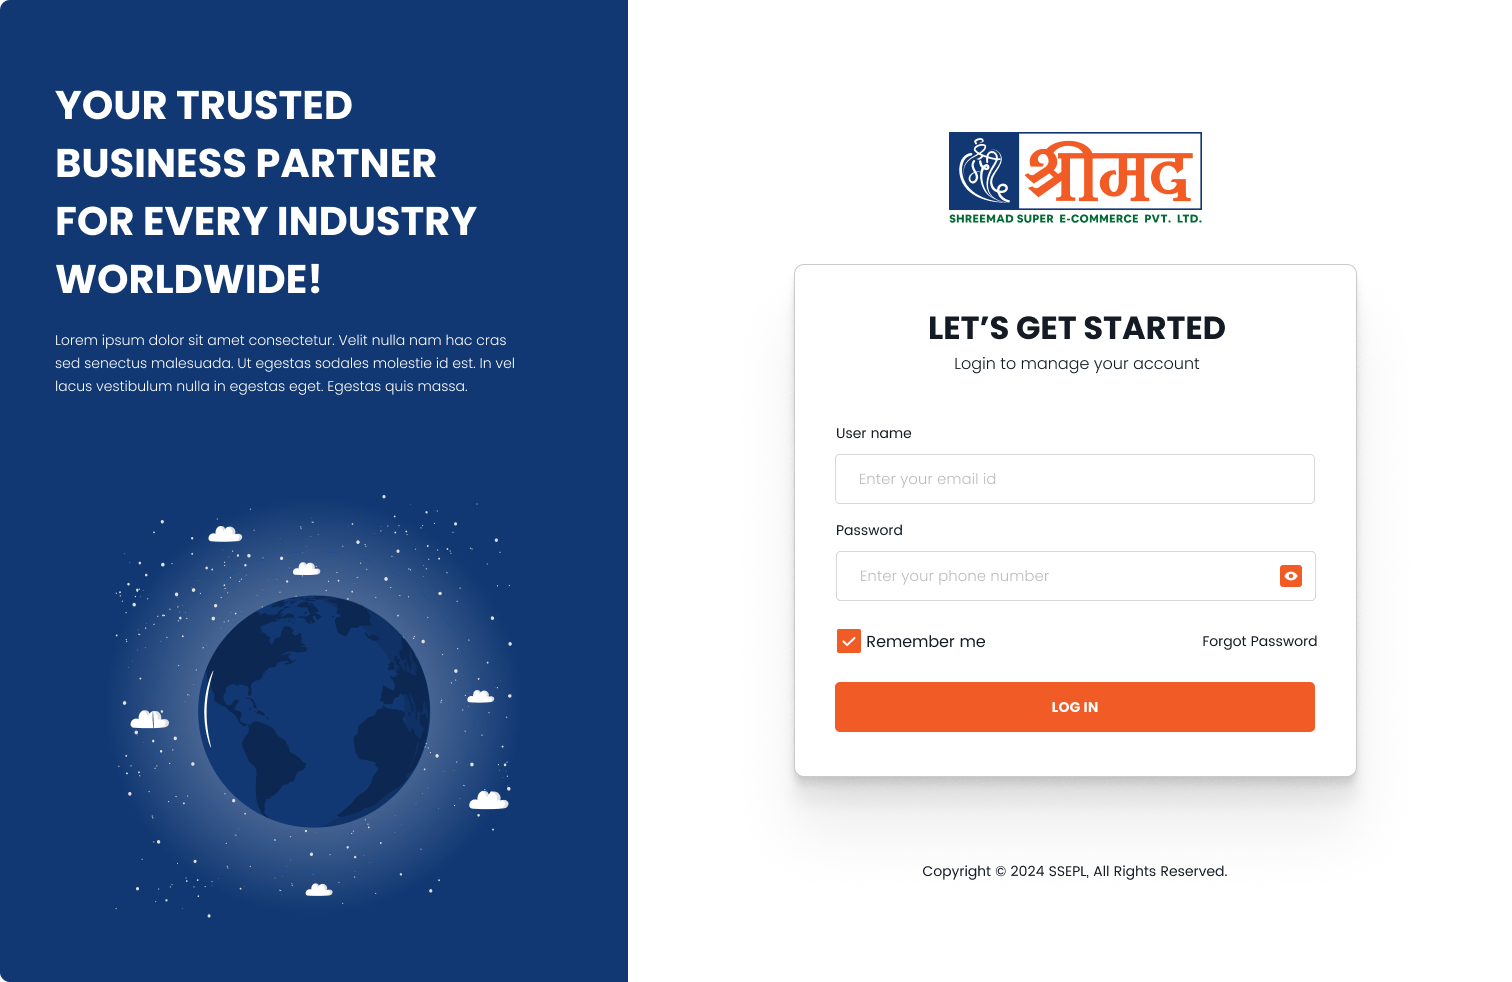 YOUR TRUSTED
BUSINESS PARTNER
FOR EVERY INDUSTRY
WORLDWIDE!
Lorem ipsum dolor sit amet consectetur. Velit nulla nam hac cras
sed senectus malesuada. Ut egestas sodales molestie id est. In vel
lacus vestibulum nulla in egestas eget. Egestas quis massa.
श्रीमद
SHREEMAD SUPER E-COMMERCE PVT. LTD.
LET’S GET STARTED
Login to manage your account
User name
Enter your email id
Password
Enter your phone number
Remember me
Forgot Password
LOG IN
Copyright © 2024 SSEPL, All Rights Reserved.